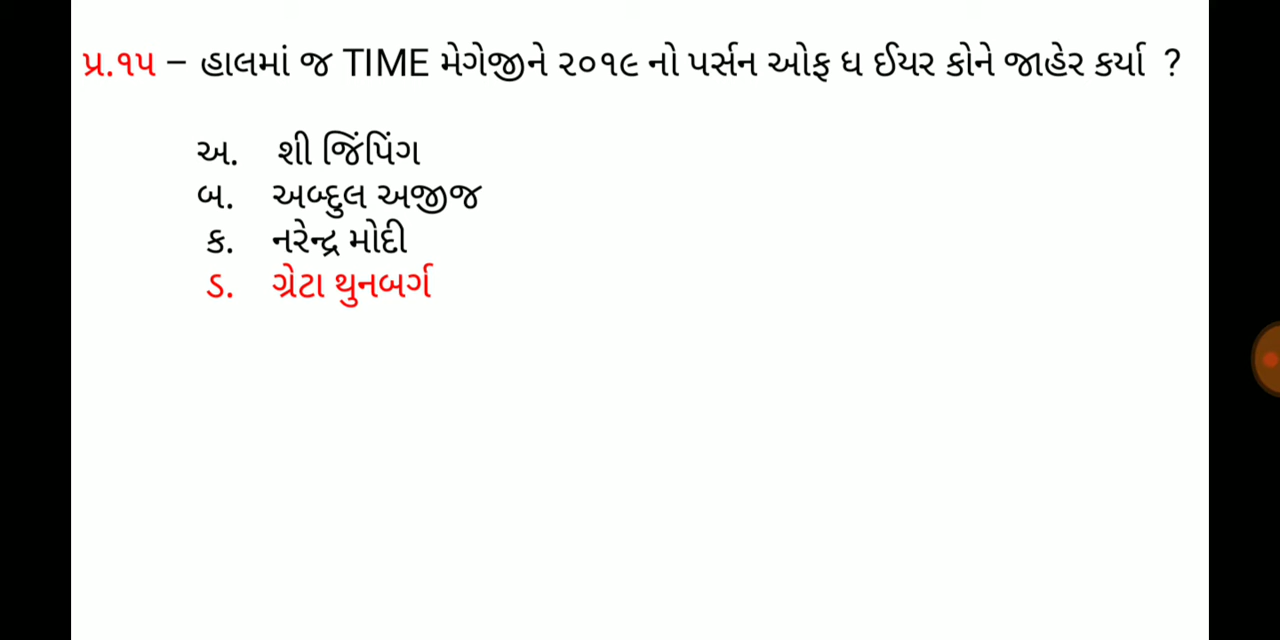 પ્ર.૧૫ – હાલમાં જ TIME મેગેજીને ૨૦૧૯ નો પર્સન ઓફ ધ ઈયર કોને જાહેર કર્યા ?
અ. શી જિંપિંગ
બ. અબ્દુલ અજીજ
ક. નરેન્દ્ર મોદી
ડ. ગ્રેટા થુનબર્ગ